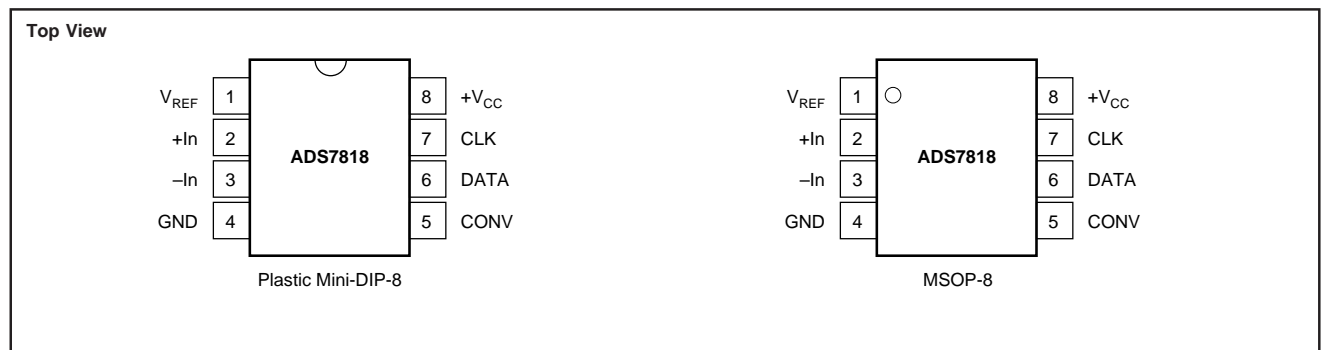 Top View
V_REF 1 8 +V_CC
+In 2 7 CLK
ADS7818
–In 3 6 DATA
GND 4 5 CONV
Plastic Mini-DIP-8
V_REF 1 8 +V_CC
+In 2 7 CLK
ADS7818
–In 3 6 DATA
GND 4 5 CONV
MSOP-8